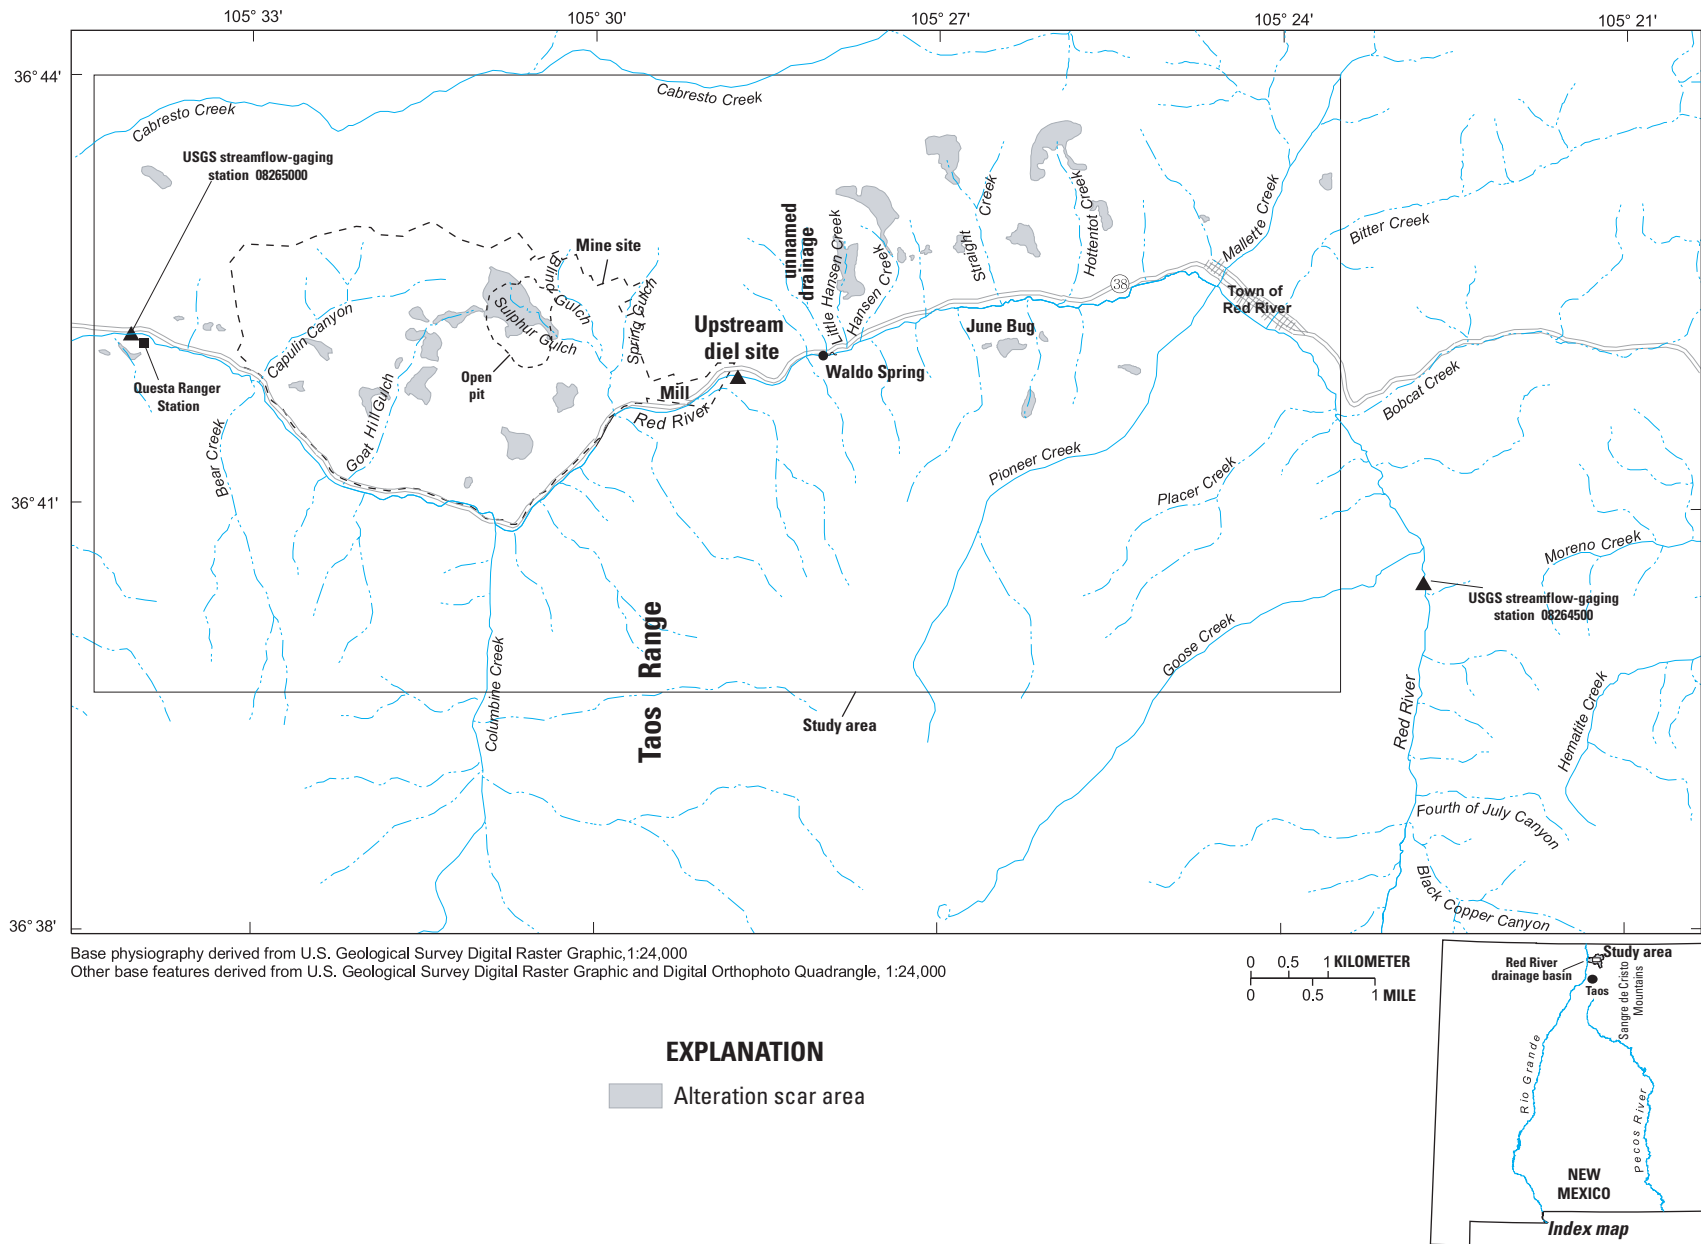 105° 33'
105° 30'
105° 27'
105° 24'
105° 21'
36° 44'
36° 41'
36° 38'
Cabresto Creek
Cabresto Creek
USGS streamflow-gaging
station 08265000
Questa Ranger
Station
Capulin Canyon
Bear Creek
Goat Hill Gulch
Sulphur Gulch
Open
pit
Blind
Gulch
Mine site
Spring Gulch
Mill
Red River
Upstream
diel site
unnamed
drainage
Little Hansen Creek
Hansen Creek
Waldo Spring
Straight
Creek
June Bug
Hottentot Creek
38
Mallette Creek
Town of
Red River
Bitter Creek
Bobcat Creek
Pioneer Creek
Placer Creek
Goose Creek
Moreno Creek
USGS streamflow-gaging
station 08264500
Columbine Creek
Taos Range
Study area
Red River
Hematite Creek
Fourth of July Canyon
Black Copper Canyon
Base physiography derived from U.S. Geological Survey Digital Raster Graphic,1:24,000
Other base features derived from U.S. Geological Survey Digital Raster Graphic and Digital Orthophoto Quadrangle, 1:24,000
0 0.5 1 KILOMETER
0 0.5 1 MILE
EXPLANATION
Alteration scar area
Red River
drainage basin
Study area
Taos
Sangre de Cristo
Mountains
Rio Grande
Pecos River
NEW
MEXICO
Index map